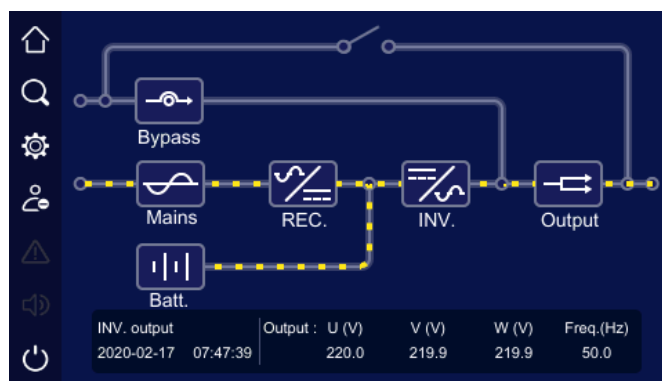 Bypass
Mains
REC.
INV.
Output
Batt.
INV. output
Output : U (V) V (V) W (V) Freq.(Hz)
2020-02-17 07:47:39 220.0 219.9 219.9 50.0